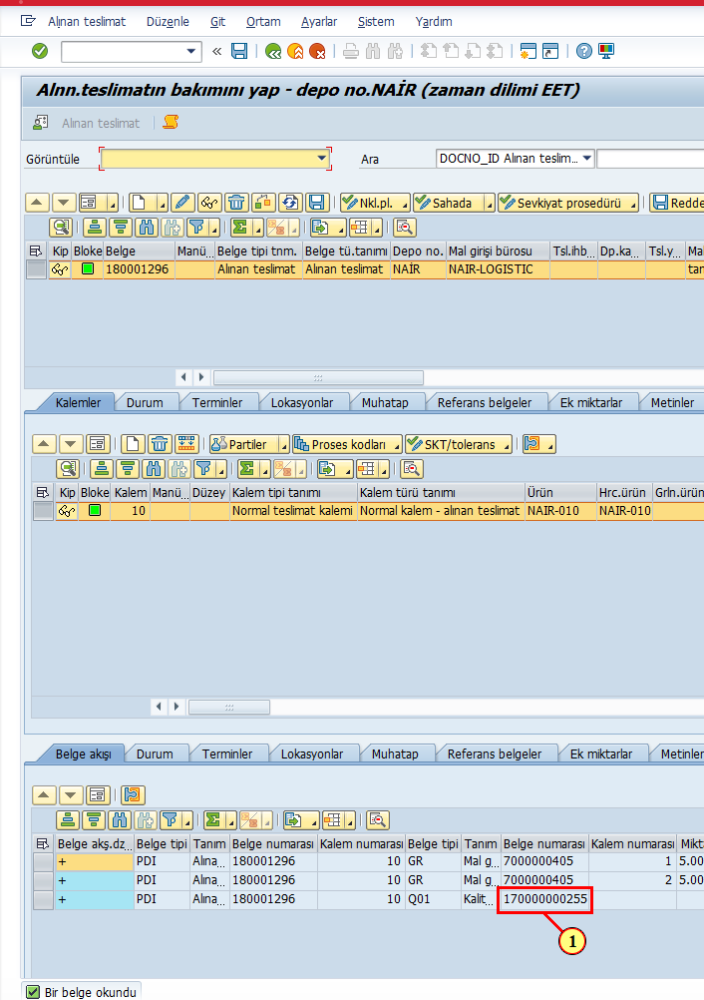 Alınan teslimat Düzenle Git Ortam Ayarlar Sistem Yardım
Alnn.teslimatın bakımını yap - depo no.NAİR (zaman dilimi EET)
Alınan teslimat
Görüntüle Ara DOCNO_ID Alınan teslim...
Nkl.pl. Sahada Sevkiyat prosedürü Redde
Kip Bloke Belge Manü... Belge tipi tnm. Belge tü.tanımı Depo no. Mal girişi bürosu Tsl.ihb... Dp.ka... Tsl.y... Ma
180001296 Alınan teslimat Alınan teslimat NAİR NAIR-LOGISTIC tan
Kalemler Durum Terminler Lokasyonlar Muhatap Referans belgeler Ek miktarlar Metinler
Partiler Proses kodları SKT/tolerans
Kip Bloke Kalem Manü... Düzey Kalem tipi tanımı Kalem türü tanımı Ürün Hrc.ürün Grln.ürün
10 Normal teslimat kalemi Normal kalem - alınan teslimat NAIR-010 NAIR-010
Belge akışı Durum Terminler Lokasyonlar Muhatap Referans belgeler Ek miktarlar Metinler
Belge akş.dz... Belge tipi Tanım Belge numarası Kalem numarası Belge tipi Tanım Belge numarası Kalem numarası Mikta
+ PDI Alına... 180001296 10 GR Mal g... 7000000405 1 5.00
+ PDI Alına... 180001296 10 GR Mal g... 7000000405 2 5.00
+ PDI Alına... 180001296 10 Q01 Kalit... 170000000255
1
Bir belge okundu